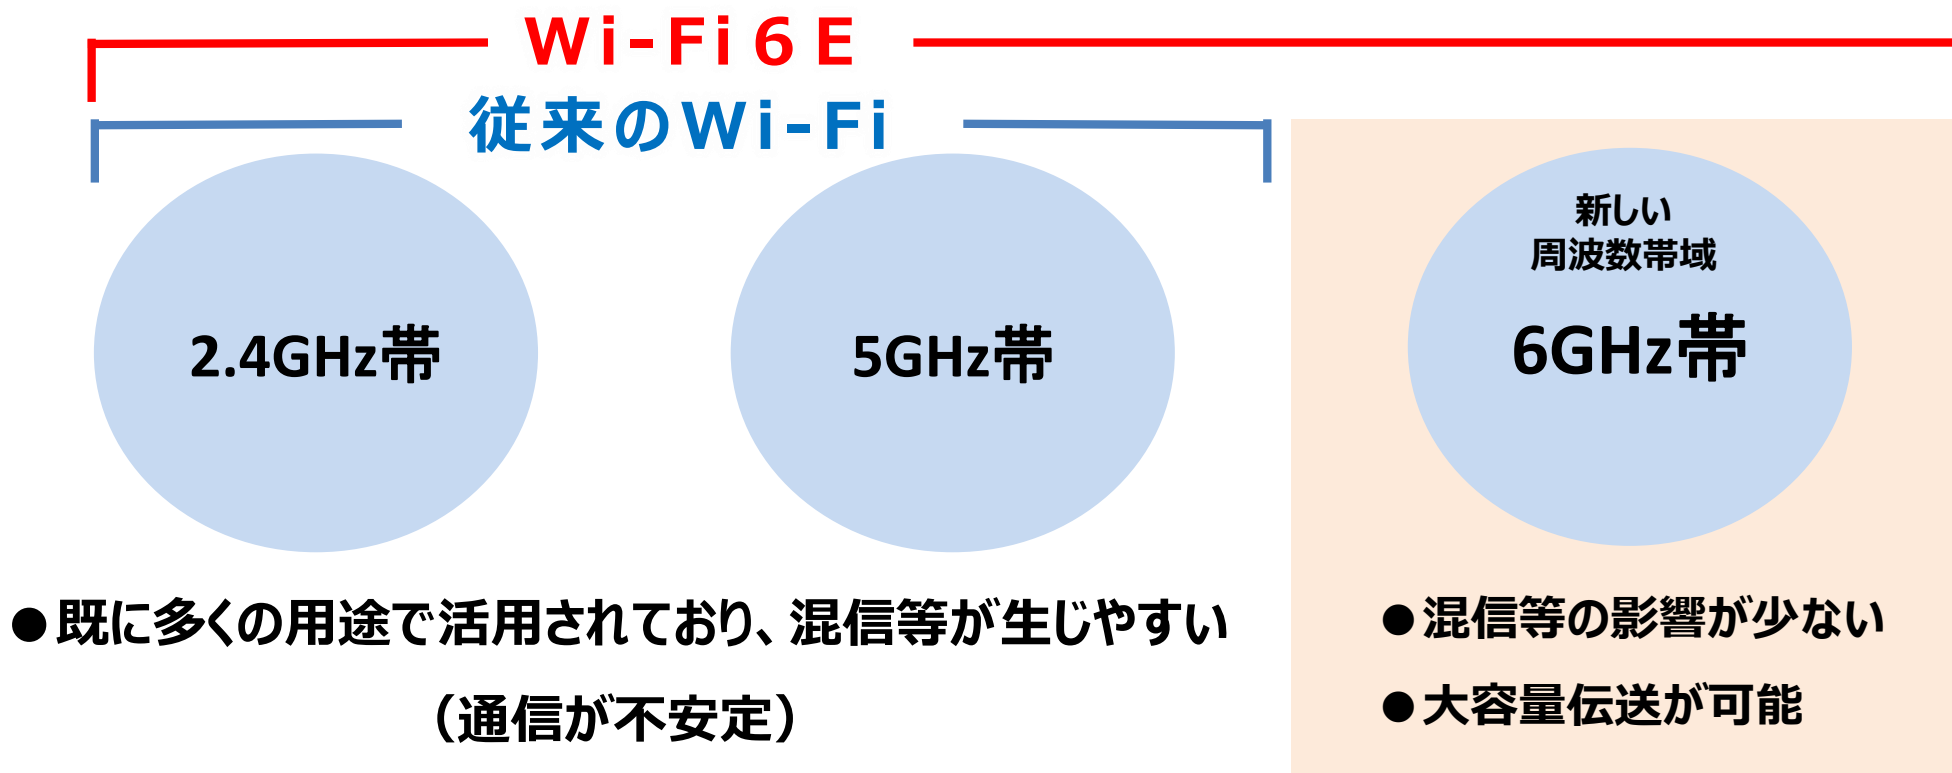 Wi-Fi６E
従来のWi-Fi
2.4GHz帯
5GHz帯
新しい
周波数帯域
6GHz帯
●既に多くの用途で活用されており、混信等が生じやすい
（通信が不安定）
●混信等の影響が少ない
●大容量伝送が可能